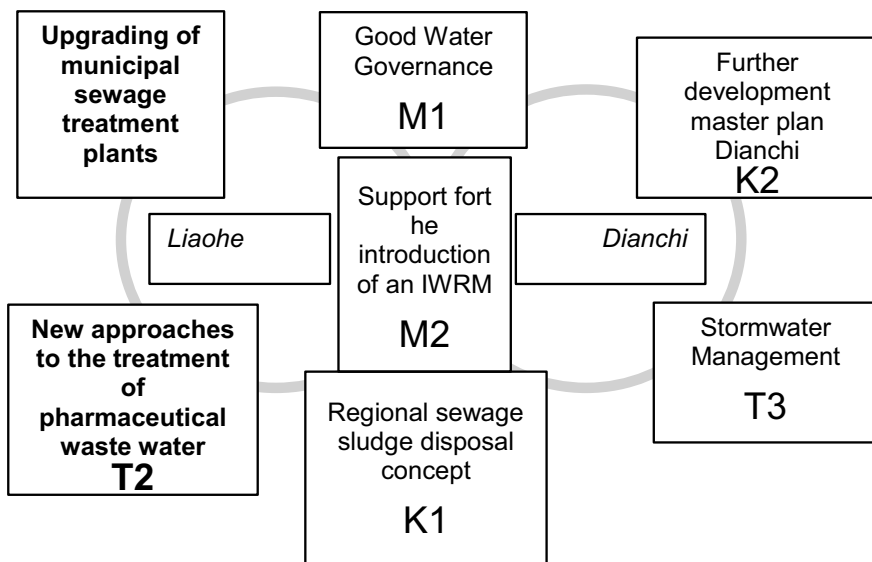 Upgrading of
municipal
sewage
treatment
plants
Good Water
Governance
M1
Further
development
master plan
Dianchi
K2
Liaohe
Support fort
he
introduction
of an IWRM
M2
Dianchi
New approaches
to the treatment
of
pharmaceutical
waste water
T2
Regional sewage
sludge disposal
concept
K1
Stormwater
Management
T3